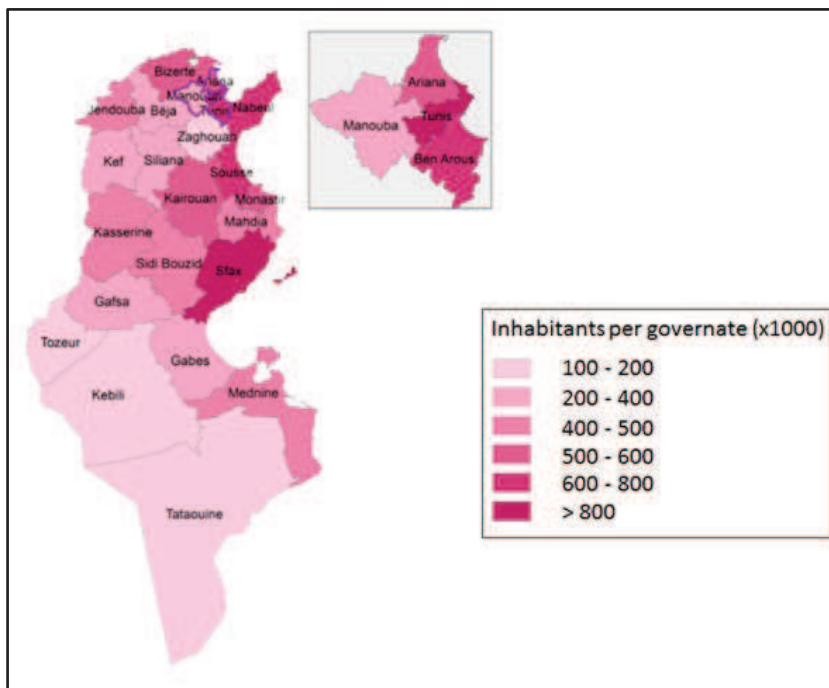 Bizerte
Ariana
Manouba
Tunis
Nabeul
Jendouba
Béja
Zaghouan
Kef
Siliana
Sousse
Kairouan
Monastir
Mahdia
Kasserine
Sidi Bouzid
Sfax
Gafsa
Tozeur
Gabes
Kebili
Mednine
Tataouine
Ariana
Manouba
Tunis
Ben Arous
Inhabitants per governate (x1000)
100 - 200
200 - 400
400 - 500
500 - 600
600 - 800
> 800